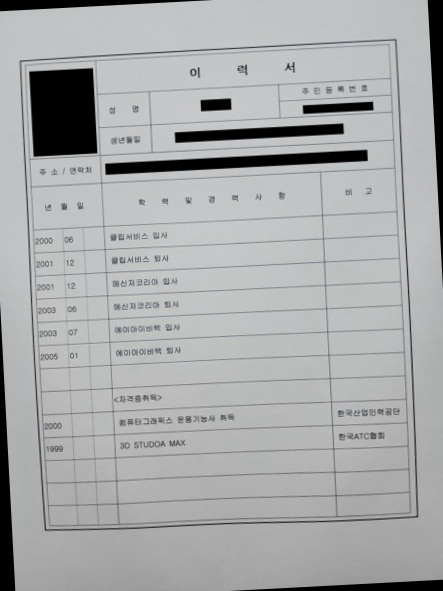 이 력 서
성 명
주 민 등 록 번 호
생년월일
주 소 / 연락처
년 월 일 학 력 및 경 력 사 항 비 고
2000 06 클립서비스 입사
2001 12 클립서비스 퇴사
2001 12 메신저코리아 입사
2003 06 메신저코리아 퇴사
2003 07 에이아이비텍 입사
2005 01 에이아이비텍 퇴사
<자격증취득>
2000 컴퓨터그래픽스 운용기능사 취득 한국산업인력공단
1999 3D STUDOA MAX 한국ATC협회